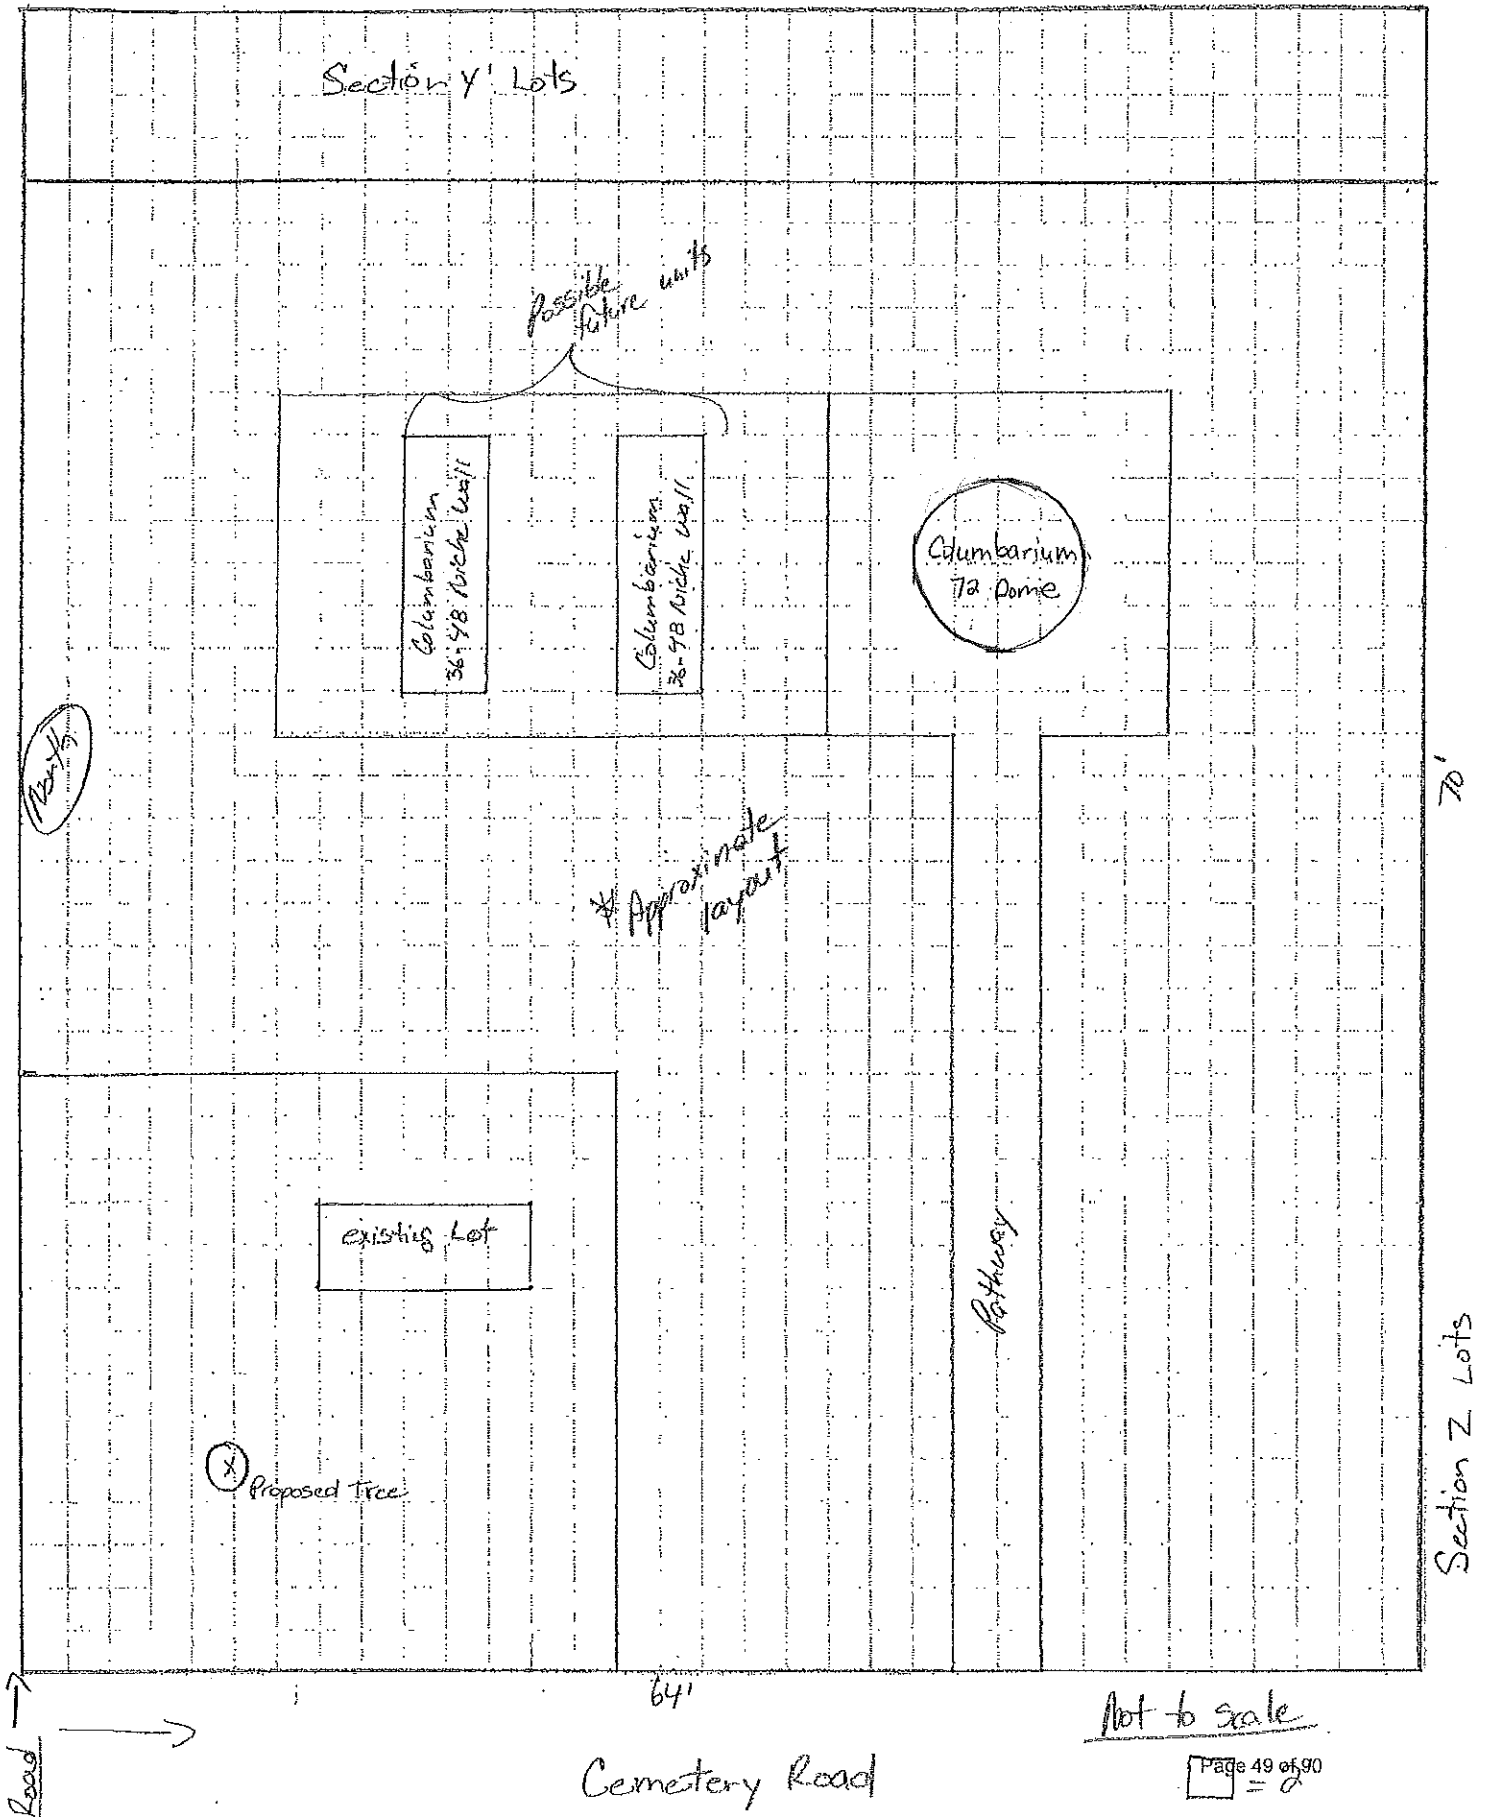 Section Y Lots
Possible
future units
Columbarium
36-48 Niche Wall
Columbarium
36-48 Niche Wall
Columbarium
72 Dome
North
70'
* Approximate
layout
existing Lot
Pathway
Proposed Tree
Section Z Lots
64'
Not to scale
Road
Cemetery Road
Page 49 of 90
= 2'